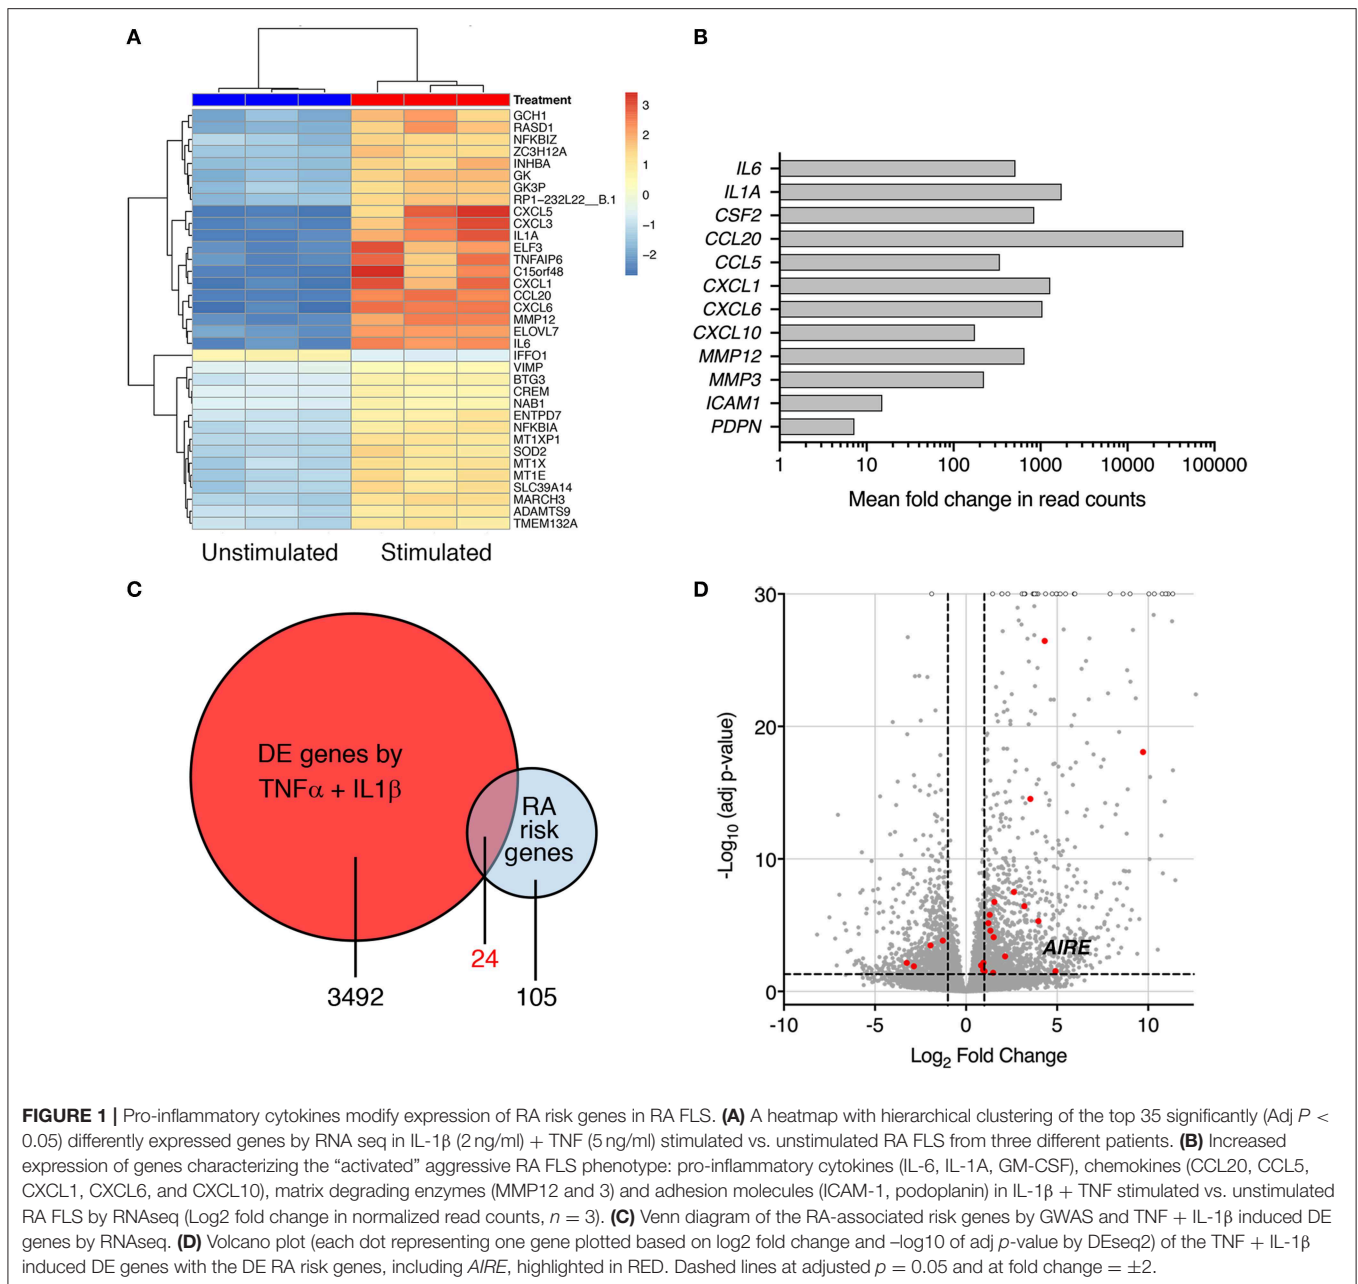 A
Treatment
GCH1
RASD1
NFKBIZ
ZC3H12A
INHBA
GK
GK3P
RP1-232L22__B.1
CXCL5
CXCL3
IL1A
ELF3
TNFAIP6
C15orf48
CXCL1
CCL20
CXCL6
MMP12
ELOVL7
IL6
IFFO1
VIMP
BTG3
CREM
NAB1
ENTPD7
NFKBIA
MT1XP1
SOD2
MT1X
MT1E
SLC39A14
MARCH3
ADAMTS9
TMEM132A
3
2
1
0
−1
−2
Unstimulated Stimulated
B
IL6
IL1A
CSF2
CCL20
CCL5
CXCL1
CXCL6
CXCL10
MMP12
MMP3
ICAM1
PDPN
1 10 100 1000 10000 100000
Mean fold change in read counts
C
DE genes by
TNFα + IL1β
RA
risk
genes
24
3492
105
D
30
20
10
0
-Log10 (adj p-value)
AIRE
-10 -5 0 5 10
Log2 Fold Change
FIGURE 1 | Pro-inflammatory cytokines modify expression of RA risk genes in RA FLS. (A) A heatmap with hierarchical clustering of the top 35 significantly (Adj P <
0.05) differently expressed genes by RNA seq in IL-1β (2 ng/ml) + TNF (5 ng/ml) stimulated vs. unstimulated RA FLS from three different patients. (B) Increased
expression of genes characterizing the “activated” aggressive RA FLS phenotype: pro-inflammatory cytokines (IL-6, IL-1A, GM-CSF), chemokines (CCL20, CCL5,
CXCL1, CXCL6, and CXCL10), matrix degrading enzymes (MMP12 and 3) and adhesion molecules (ICAM-1, podoplanin) in IL-1β + TNF stimulated vs. unstimulated
RA FLS by RNAseq (Log2 fold change in normalized read counts, n = 3). (C) Venn diagram of the RA-associated risk genes by GWAS and TNF + IL-1β induced DE
genes by RNAseq. (D) Volcano plot (each dot representing one gene plotted based on log2 fold change and –log10 of adj p-value by DEseq2) of the TNF + IL-1β
induced DE genes with the DE RA risk genes, including AIRE, highlighted in RED. Dashed lines at adjusted p = 0.05 and at fold change = ±2.